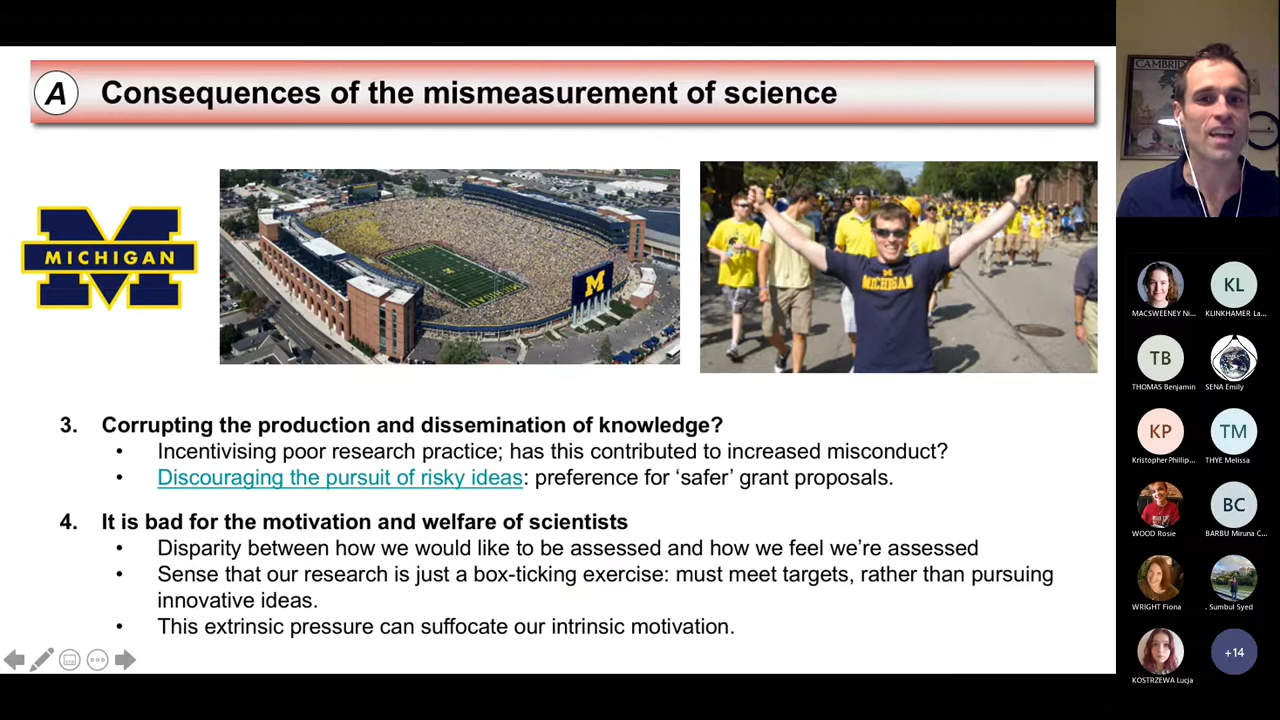 A Consequences of the mismeasurement of science
CAMBRIDGE
MICHIGAN
M
M
MICHIGAN
M
MICHIGAN
3. Corrupting the production and dissemination of knowledge?
• Incentivising poor research practice; has this contributed to increased misconduct?
• Discouraging the pursuit of risky ideas: preference for ‘safer’ grant proposals.
4. It is bad for the motivation and welfare of scientists
• Disparity between how we would like to be assessed and how we feel we’re assessed
• Sense that our research is just a box-ticking exercise: must meet targets, rather than pursuing
innovative ideas.
• This extrinsic pressure can suffocate our intrinsic motivation.
KL
MACSWEENEY Ni...
KLINKHAMER La...
TB
THOMAS Benjamin
SENA Emily
KP
TM
Kristopher Phillip...
THYE Melissa
BC
WOOD Rosie
BARBU Miruna C...
WRIGHT Fiona
. Sumbul Syed
+14
KOSTRZEWA Lucja